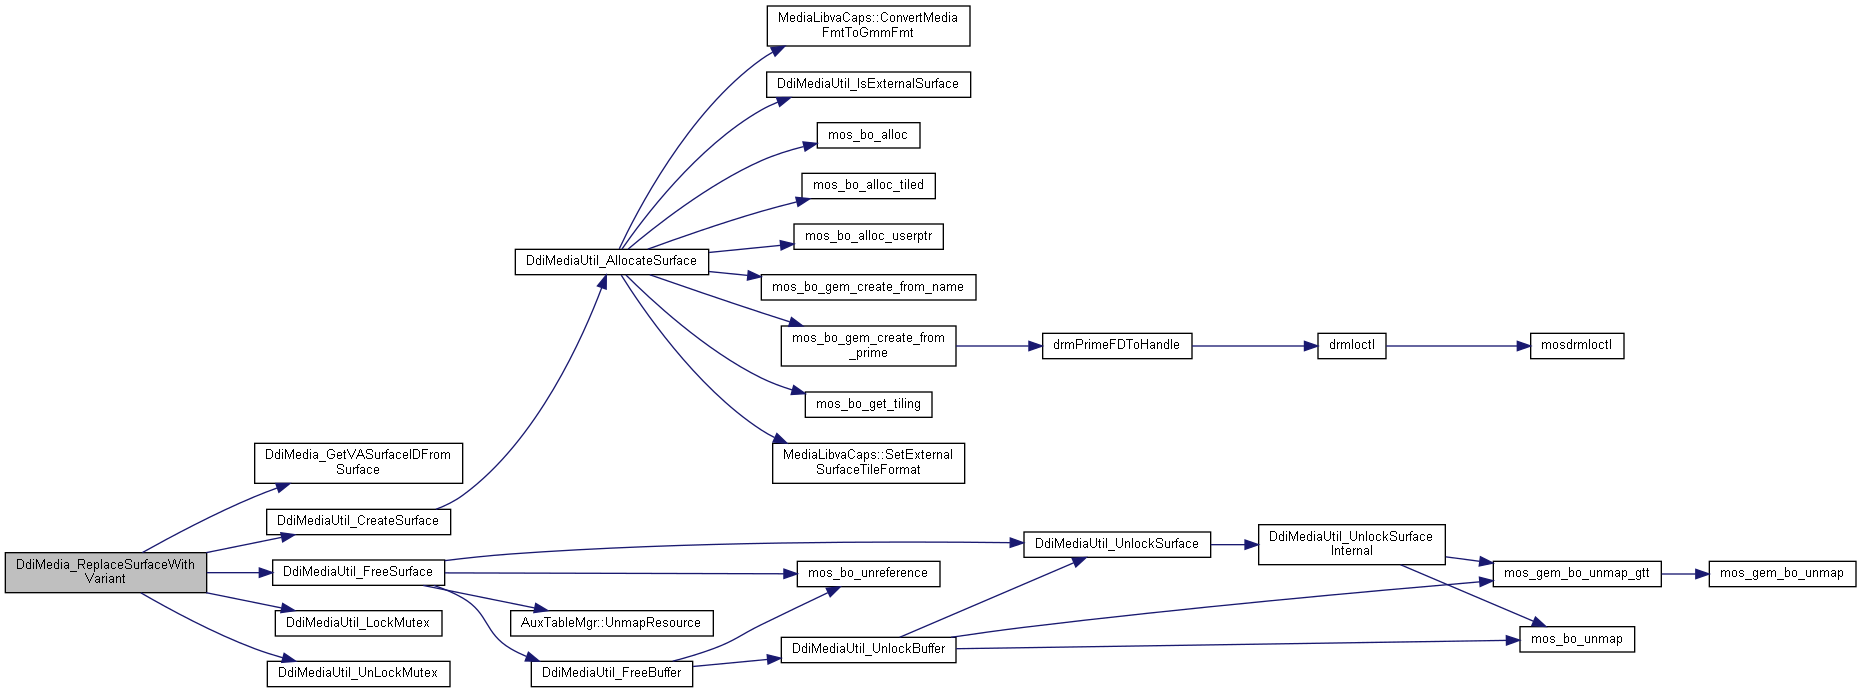 MediaLibvaCaps::ConvertMedia
FmtToGmmFmt
DdiMediaUtil_IsExternalSurface
mos_bo_alloc
mos_bo_alloc_tiled
mos_bo_alloc_userptr
DdiMediaUtil_AllocateSurface
mos_bo_gem_create_from_name
mos_bo_gem_create_from
_prime
drmPrimeFDToHandle
drmIoctl
mosdrmIoctl
mos_bo_get_tiling
MediaLibvaCaps::SetExternal
SurfaceTileFormat
DdiMedia_GetVASurfaceIDFrom
Surface
DdiMediaUtil_CreateSurface
DdiMedia_ReplaceSurfaceWith
Variant
DdiMediaUtil_FreeSurface
DdiMediaUtil_UnlockSurface
DdiMediaUtil_UnlockSurface
Internal
mos_bo_unreference
mos_gem_bo_unmap_gtt
mos_gem_bo_unmap
DdiMediaUtil_LockMutex
AuxTableMgr::UnmapResource
DdiMediaUtil_UnlockBuffer
mos_bo_unmap
DdiMediaUtil_UnLockMutex
DdiMediaUtil_FreeBuffer